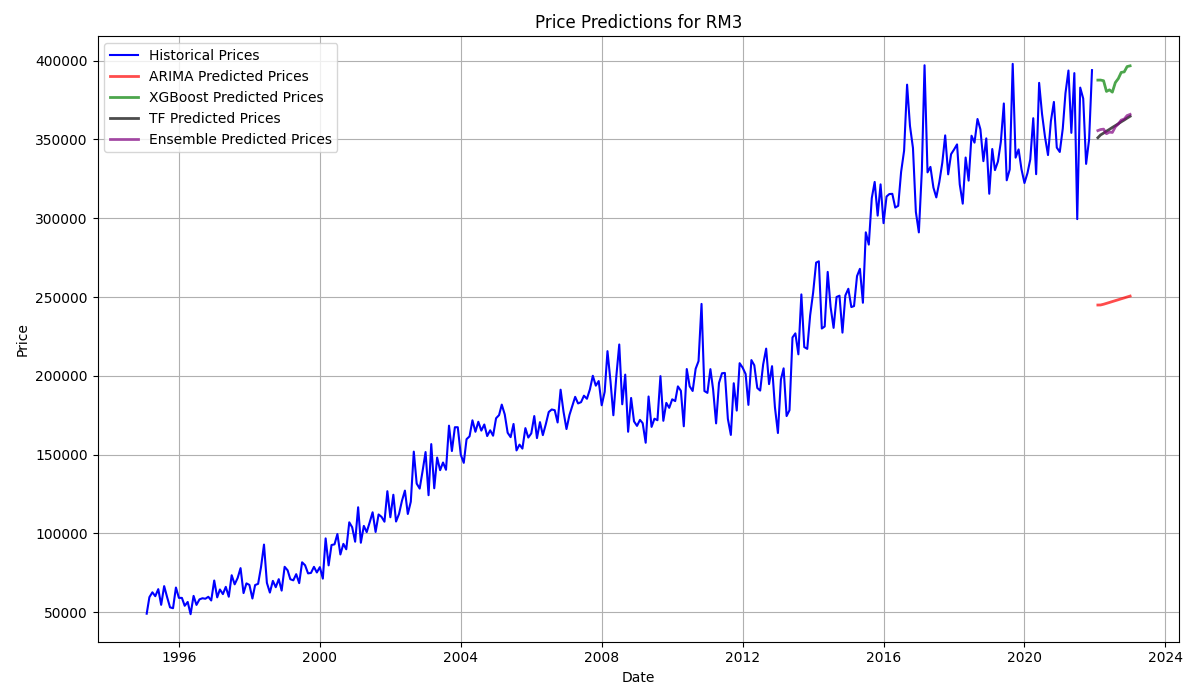 Price Predictions for RM3
Historical Prices
ARIMA Predicted Prices
XGBoost Predicted Prices
TF Predicted Prices
Ensemble Predicted Prices
Price
400000
350000
300000
250000
200000
150000
100000
50000
1996 2000 2004 2008 2012 2016 2020 2024
Date